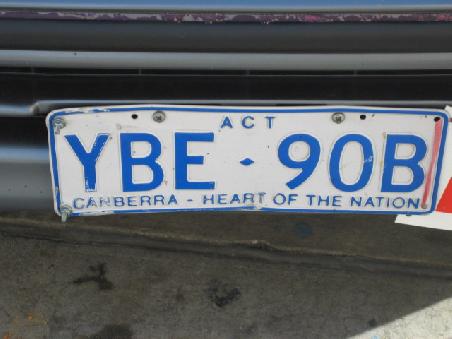 ACT
YBE·90B
CANBERRA - HEART OF THE NATION